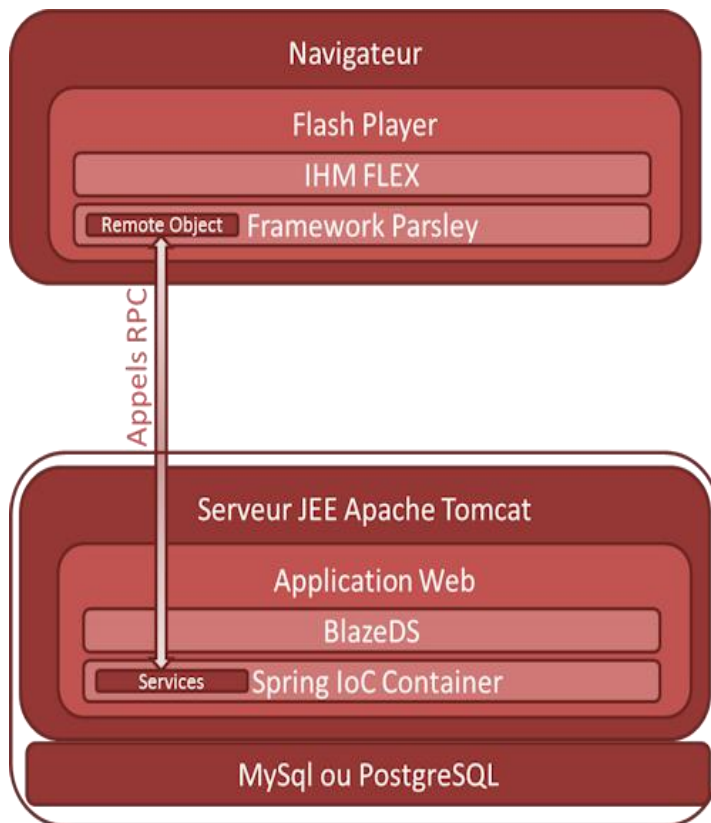 Navigateur
Flash Player
IHM FLEX
Remote Object
Framework Parsley
Appels RPC
Serveur JEE Apache Tomcat
Application Web
BlazeDS
Services
Spring IoC Container
MySql ou PostgreSQL